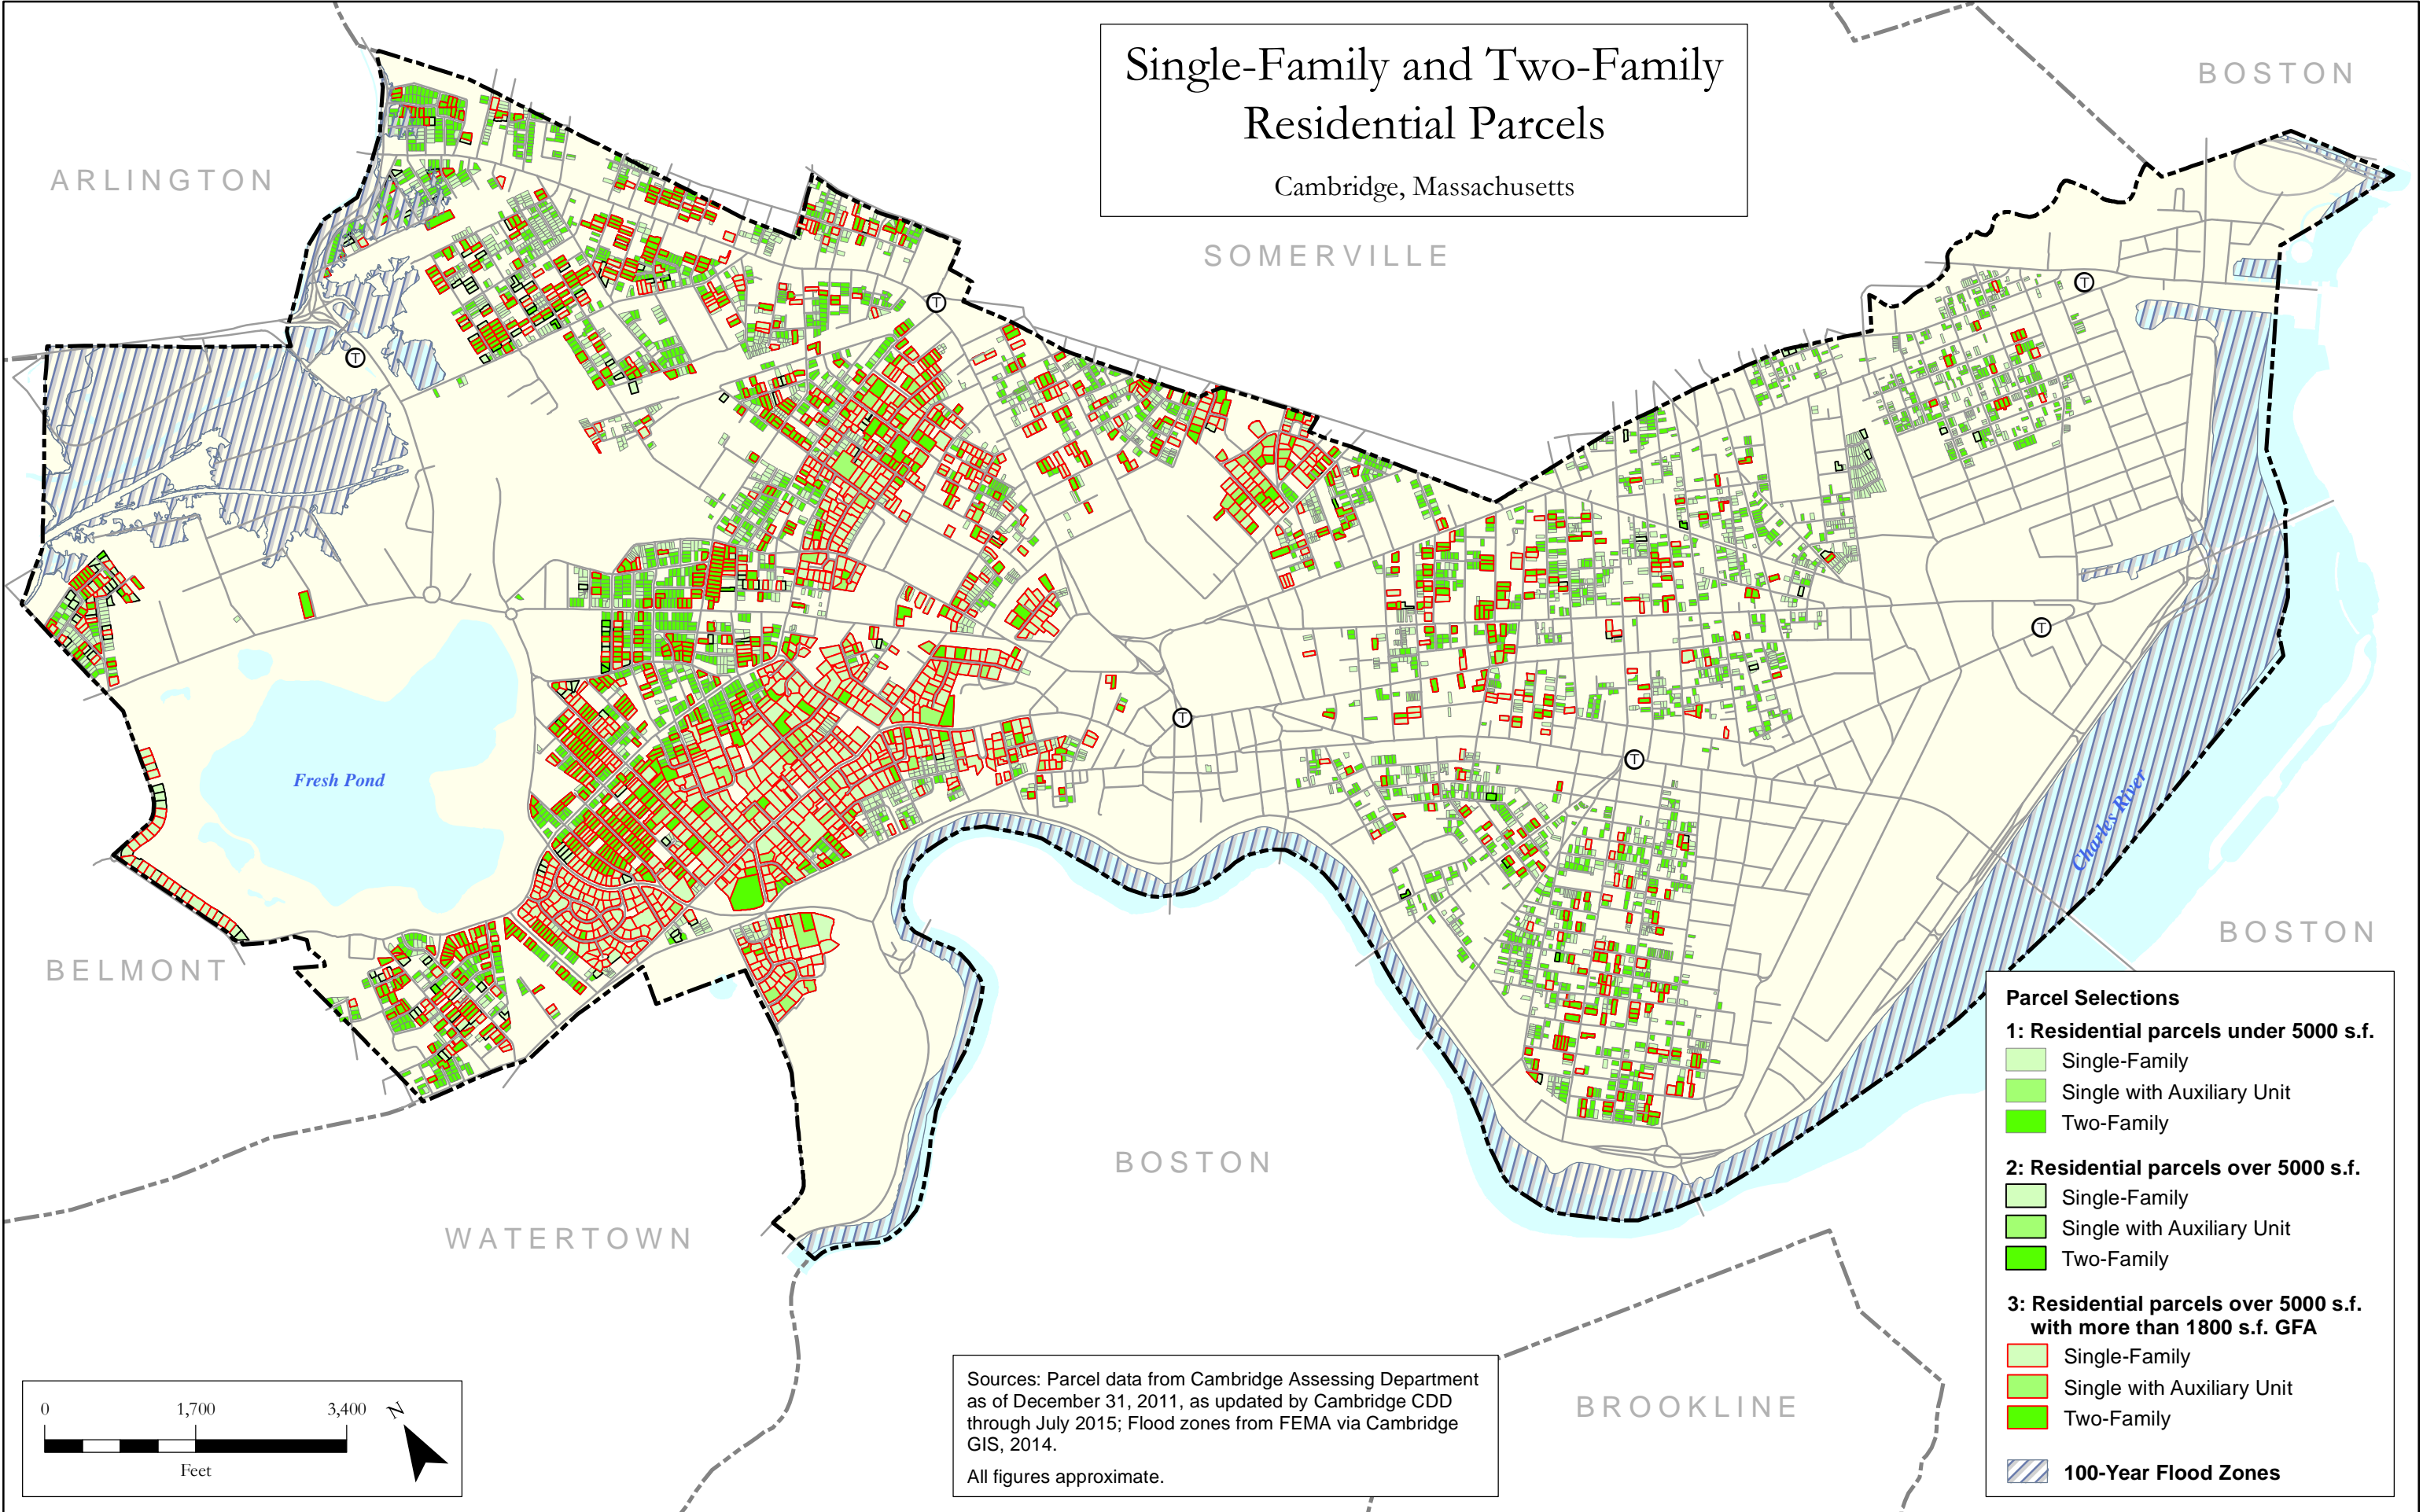 Single-Family and Two-Family
Residential Parcels
Cambridge, Massachusetts
BOSTON
ARLINGTON
SOMERVILLE
T
T
T
T
T
T
Fresh Pond
Charles River
BOSTON
BELMONT
BOSTON
WATERTOWN
BROOKLINE
Parcel Selections
1: Residential parcels under 5000 s.f.
Single-Family
Single with Auxiliary Unit
Two-Family
2: Residential parcels over 5000 s.f.
Single-Family
Single with Auxiliary Unit
Two-Family
3: Residential parcels over 5000 s.f.
with more than 1800 s.f. GFA
Single-Family
Single with Auxiliary Unit
Two-Family
100-Year Flood Zones
0 1,700 3,400
Feet
N
Sources: Parcel data from Cambridge Assessing Department
as of December 31, 2011, as updated by Cambridge CDD
through July 2015; Flood zones from FEMA via Cambridge
GIS, 2014.
All figures approximate.